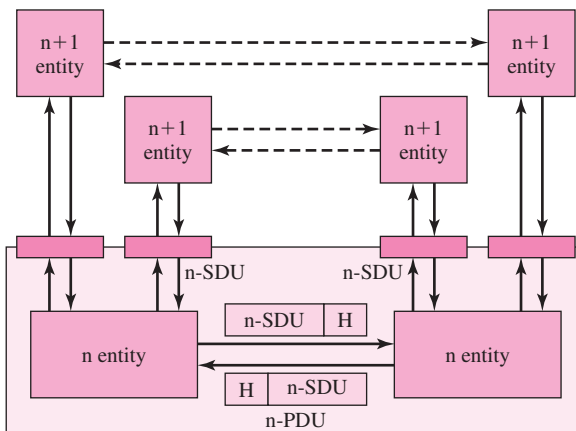 n+1
entity
n+1
entity
n+1
entity
n+1
entity
n-SDU
n-SDU
n-SDU H
n entity
n entity
H n-SDU
n-PDU